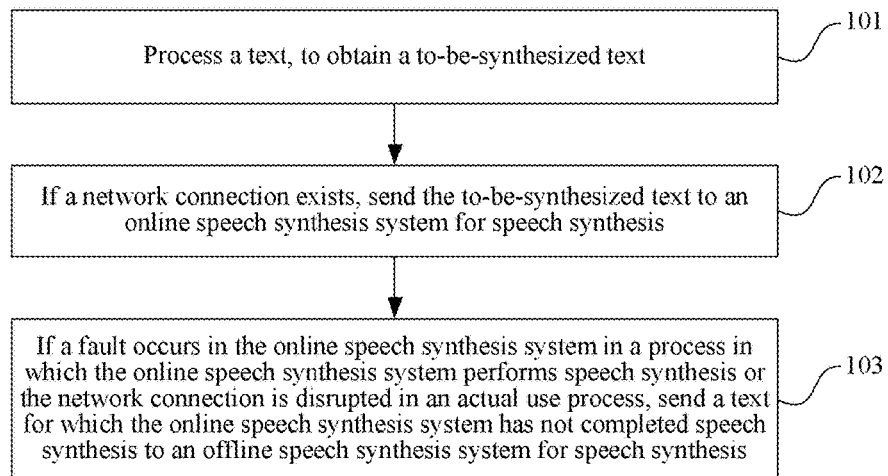 101
Process a text, to obtain a to-be-synthesized text
102
If a network connection exists, send the to-be-synthesized text to an
online speech synthesis system for speech synthesis
If a fault occurs in the online speech synthesis system in a process in
which the online speech synthesis system performs speech synthesis or
103
the network connection is disrupted in an actual use process, send a text
for which the online speech synthesis system has not completed speech
synthesis to an offline speech synthesis system for speech synthesis